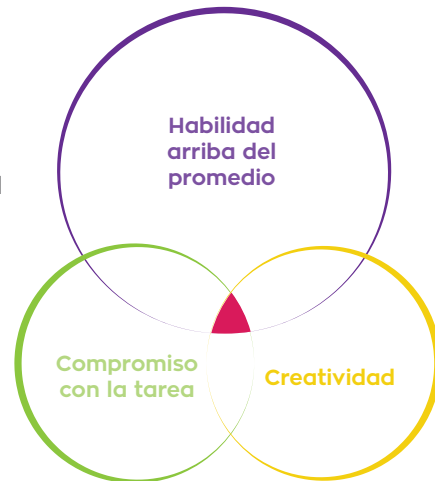 Habilidad
arriba del
promedio
Compromiso
con la tarea
Creatividad